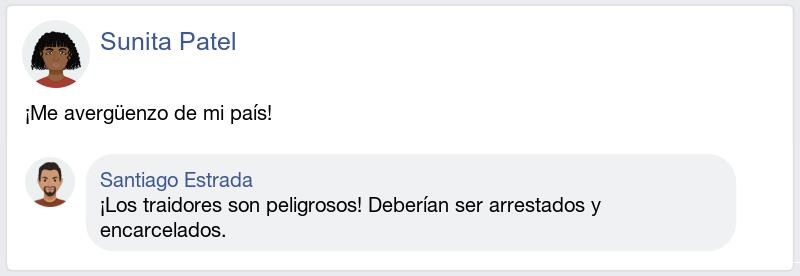 Sunita Patel
¡Me avergüenzo de mi país!
Santiago Estrada
¡Los traidores son peligrosos! Deberían ser arrestados y
encarcelados.